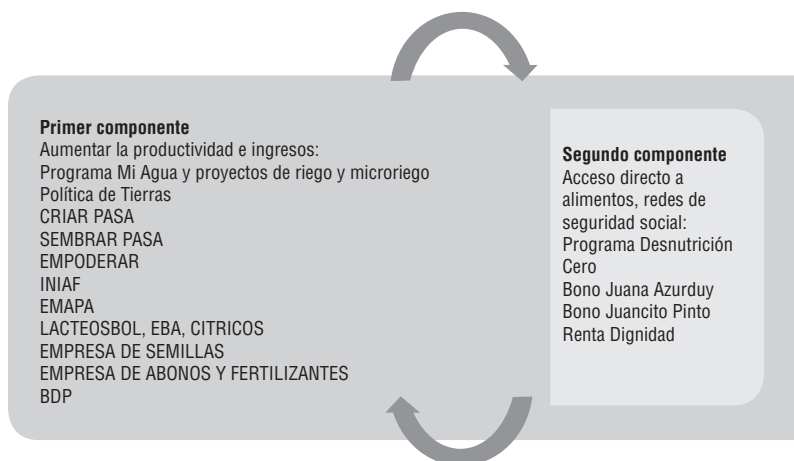 Primer componente
Aumentar la productividad e ingresos:
Programa Mi Agua y proyectos de riego y microriego
Política de Tierras
CRIAR PASA
SEMBRAR PASA
EMPODERAR
INIAF
EMAPA
LACTEOSBOL, EBA, CITRICOS
EMPRESA DE SEMILLAS
EMPRESA DE ABONOS Y FERTILIZANTES
BDP
Segundo componente
Acceso directo a
alimentos, redes de
seguridad social:
Programa Desnutrición
Cero
Bono Juana Azurduy
Bono Juancito Pinto
Renta Dignidad